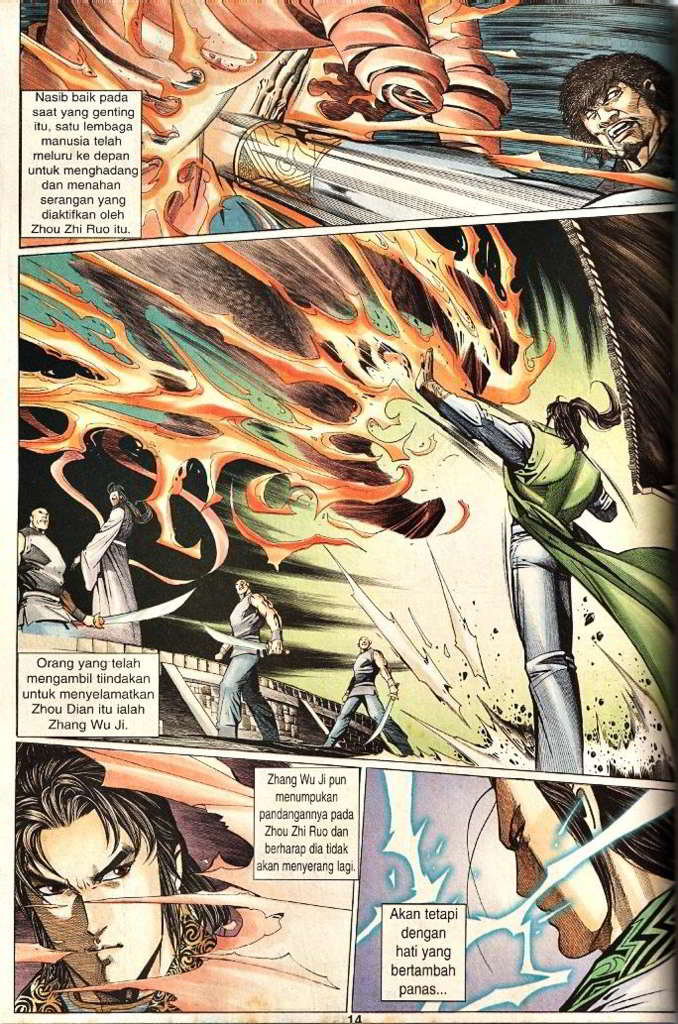 Nasib baik pada
saat yang genting
itu, satu lembaga
manusia telah
meluru ke depan
untuk menghadang
dan menahan
serangan yang
diaktifkan oleh
Zhou Zhi Ruo itu.
Orang yang telah
mengambil tiindakan
untuk menyelamatkan
Zhou Dian itu ialah
Zhang Wu Ji.
Zhang Wu Ji pun
menumpukan
pandangannya pada
Zhou Zhi Ruo dan
berharap dia tidak
akan menyerang lagi.
Akan tetapi
dengan
hati yang
bertambah
panas...
14